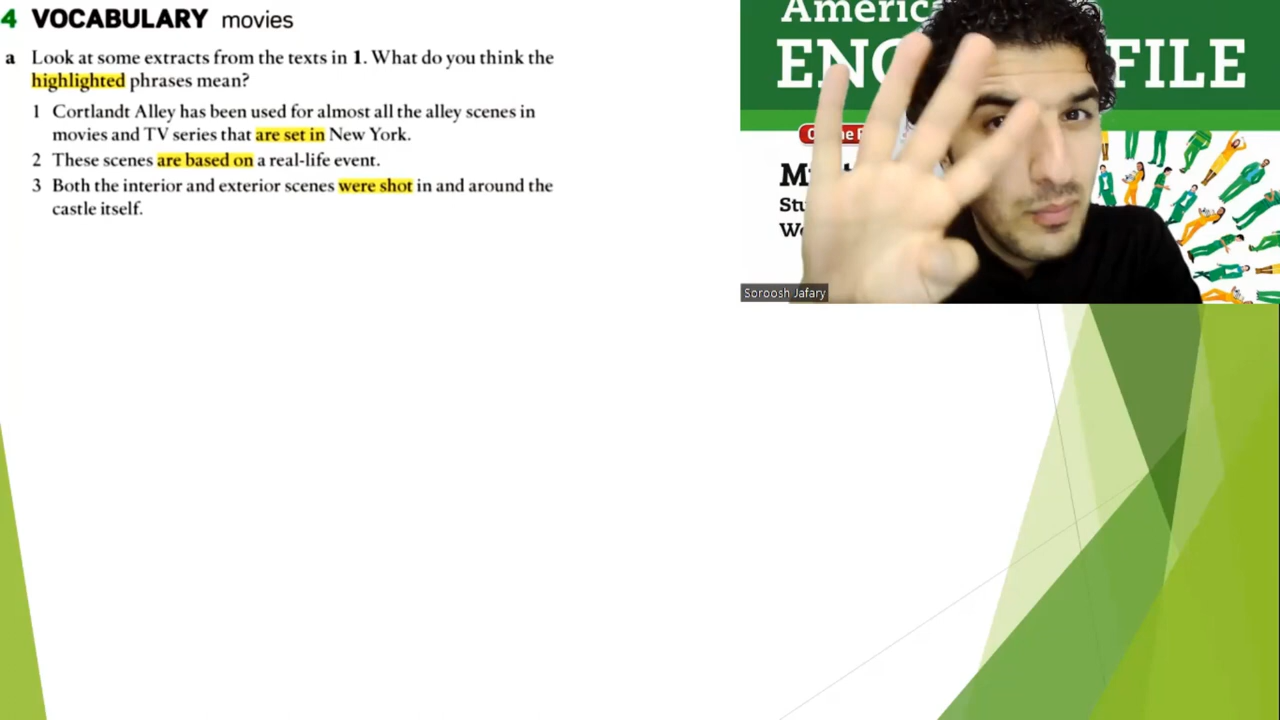 4 VOCABULARY movies
a Look at some extracts from the texts in 1. What do you think the
highlighted phrases mean?
1 Cortlandt Alley has been used for almost all the alley scenes in
movies and TV series that are set in New York.
2 These scenes are based on a real-life event.
3 Both the interior and exterior scenes were shot in and around the
castle itself.
FILE
Soroosh Jafary